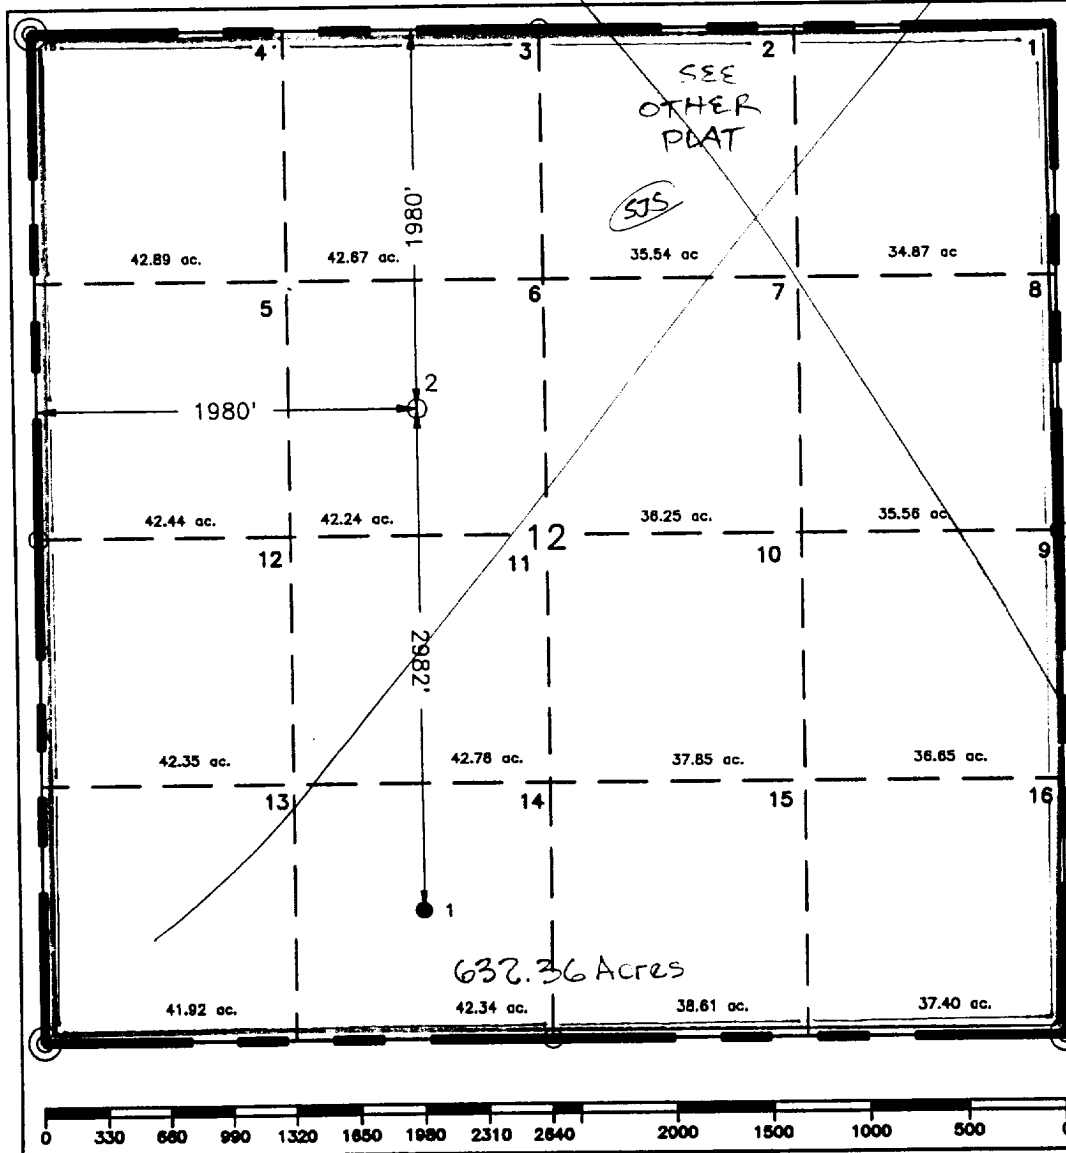 4 3 2 1
SEE
OTHER
PLAT
SJS
1980'
42.89 ac. 42.67 ac. 35.54 ac 34.87 ac
5 6 7 8
2
1980'
42.44 ac. 42.24 ac. 36.25 ac. 35.56 ac.
12 11 12 10 9
2982'
42.35 ac. 42.76 ac. 37.85 ac. 36.65 ac.
13 14 15 16
1
632.36 Acres
41.92 ac. 42.34 ac. 38.61 ac. 37.40 ac.
0 330 660 990 1320 1650 1980 2310 2640 2000 1500 1000 500 0